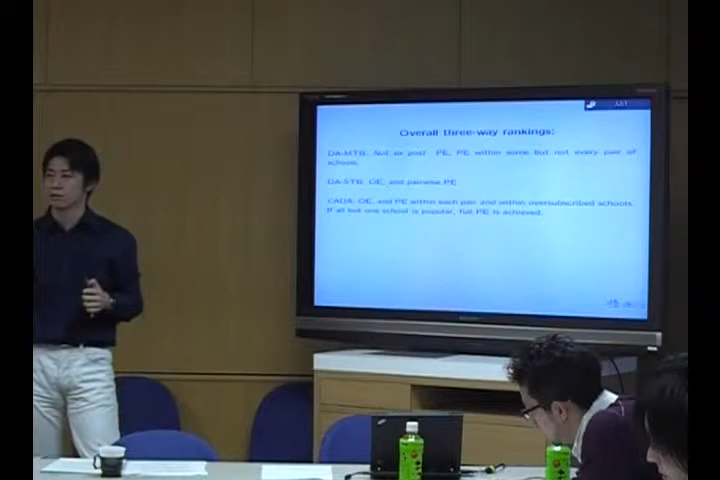 Overall three-way rankings:
DA-MTB: Not ex post PE, PE within some but not every pair of
schools.
DA-STB: OE, and pairwise PE
CADA: OE, and PE within each pair and within oversubscribed schools.
If all but one school is popular, full PE is achieved.